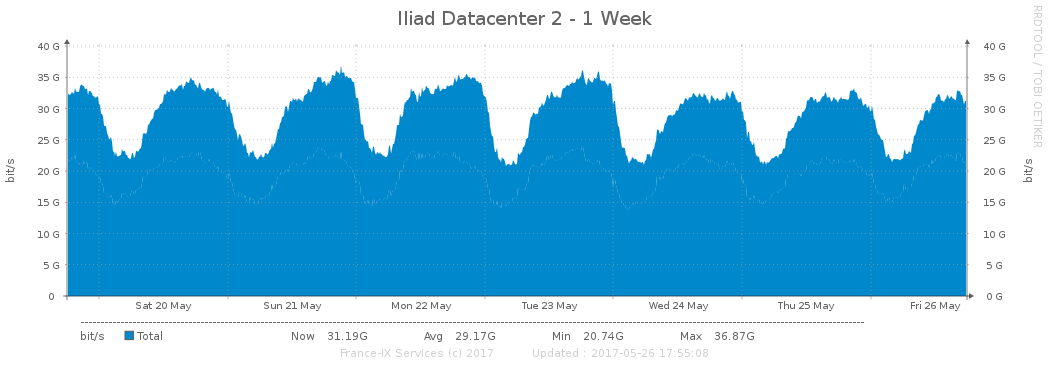 Iliad Datacenter 2 - 1 Week
RRDTOOL / TOBI OETIKER
bit/s
40 G
35 G
30 G
25 G
20 G
15 G
10 G
5 G
0
40 G
35 G
30 G
25 G
20 G
15 G
10 G
5 G
0 G
bit/s
Sat 20 May Sun 21 May Mon 22 May Tue 23 May Wed 24 May Thu 25 May Fri 26 May
bit/s Total Now 31.19G Avg 29.17G Min 20.74G Max 36.87G
France-IX Services (c) 2017 Updated : 2017-05-26 17:55:08